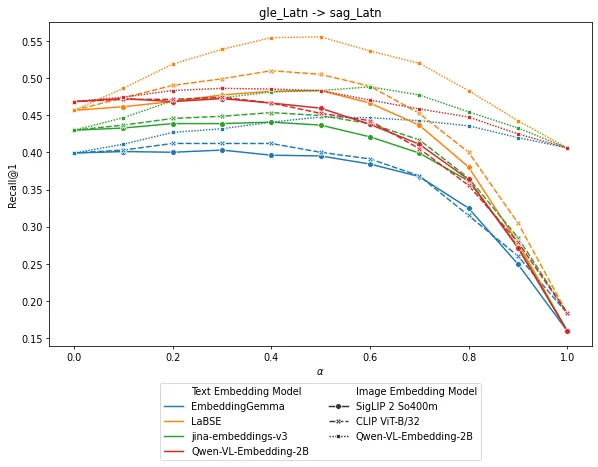 gle_Latn -> sag_Latn
Recall@1
0.55
0.50
0.45
0.40
0.35
0.30
0.25
0.20
0.15
0.0 0.2 0.4 0.6 0.8 1.0
α
Text Embedding Model
EmbeddingGemma
LaBSE
jina-embeddings-v3
Qwen-VL-Embedding-2B
Image Embedding Model
SigLIP 2 So400m
CLIP ViT-B/32
Qwen-VL-Embedding-2B